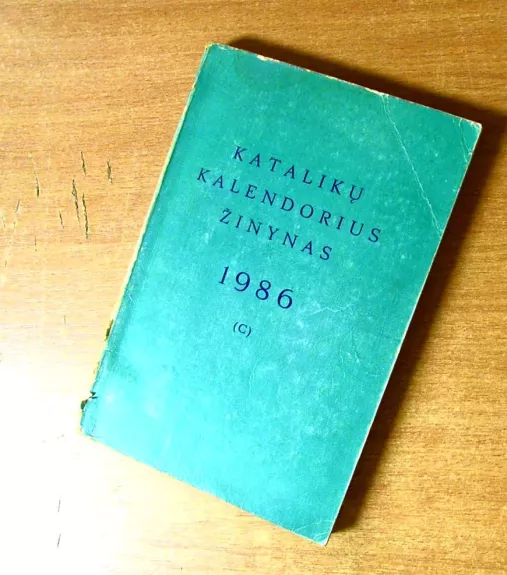 KATALIKŲ
KALENDORIUS
ŽINYNAS
1986
(C)